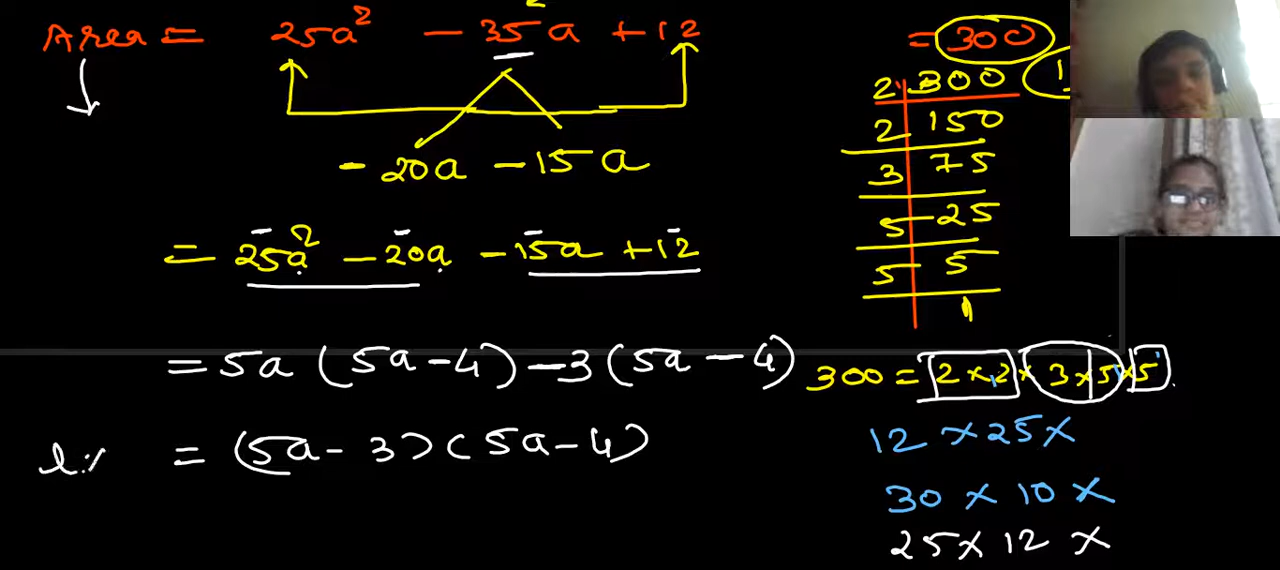 Area = 25a² - 35a + 12
- 20a - 15a
= 25a² - 20a - 15a + 12
= 5a (5a - 4) - 3 (5a - 4)
l: = (5a - 3) (5a - 4)
= 300
2 300
2 150
3 75
5 25
5 5
1
300 = 2 × 2 × 3 × 5 × 5
12 × 25 ×
30 × 10 ×
25 × 12 ×